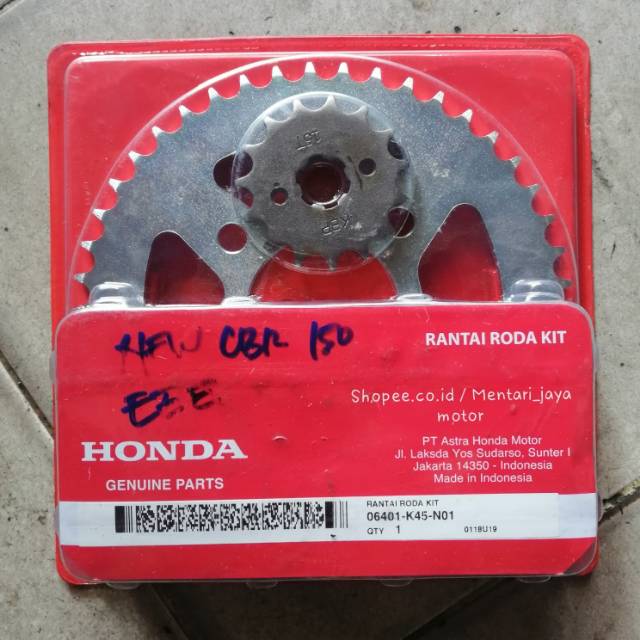 15T
NEW CBR 150
RANTAI RODA KIT
Shopee.co.id / Mentari_jaya
motor
HONDA
GENUINE PARTS
PT Astra Honda Motor
Jl. Laksda Yos Sudarso, Sunter I
Jakarta 14350 - Indonesia
Made in Indonesia
RANTAI RODA KIT
06401-K45-N01
QTY 1
0118U19